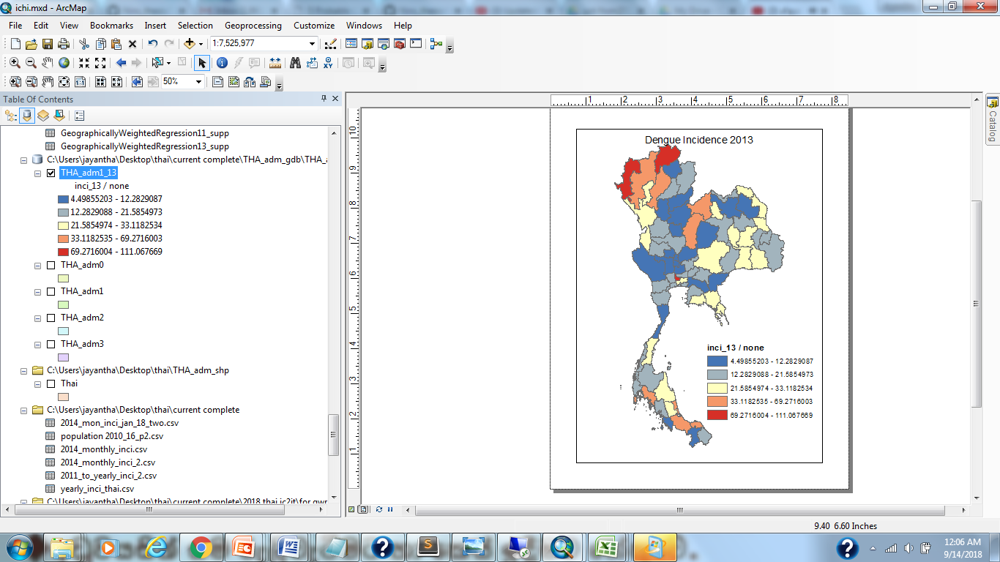 ichi.mxd - ArcMap
File Edit View Bookmarks Insert Selection Geoprocessing Customize Windows Help
1:7,525,977
50%
Table Of Contents
GeographicallyWeightedRegression11_supp
GeographicallyWeightedRegression13_supp
C:\Users\jayantha\Desktop\thai\current complete\THA_adm_gdb\THA_
THA_adm1_13
inci_13 / none
4.49855203 - 12.2829087
12.2829088 - 21.5854973
21.5854974 - 33.1182534
33.1182535 - 69.2716003
69.2716004 - 111.067669
THA_adm0
THA_adm1
THA_adm2
THA_adm3
C:\Users\jayantha\Desktop\thai\THA_adm_shp
Thai
C:\Users\jayantha\Desktop\thai\current complete
2014_mon_inci_jan_18_two.csv
population 2010_16_p2.csv
2014_monthly_inci.csv
2014_monthly_inci_2.csv
2011_to_yearly_inci_2.csv
yearly_inci_thai.csv
C:\Users\jayantha\Desktop\thai\current complete\2018 thai ic2it\for gwr
1 2 3 4 5 6 7 8
10
9
8
7
6
5
4
3
2
1
Dengue Incidence 2013
inci_13 / none
4.49855203 - 12.2829087
12.2829088 - 21.5854973
21.5854974 - 33.1182534
33.1182535 - 69.2716003
69.2716004 - 111.067669
Catalog
9.40 6.60 Inches
12:06 AM
9/14/2018